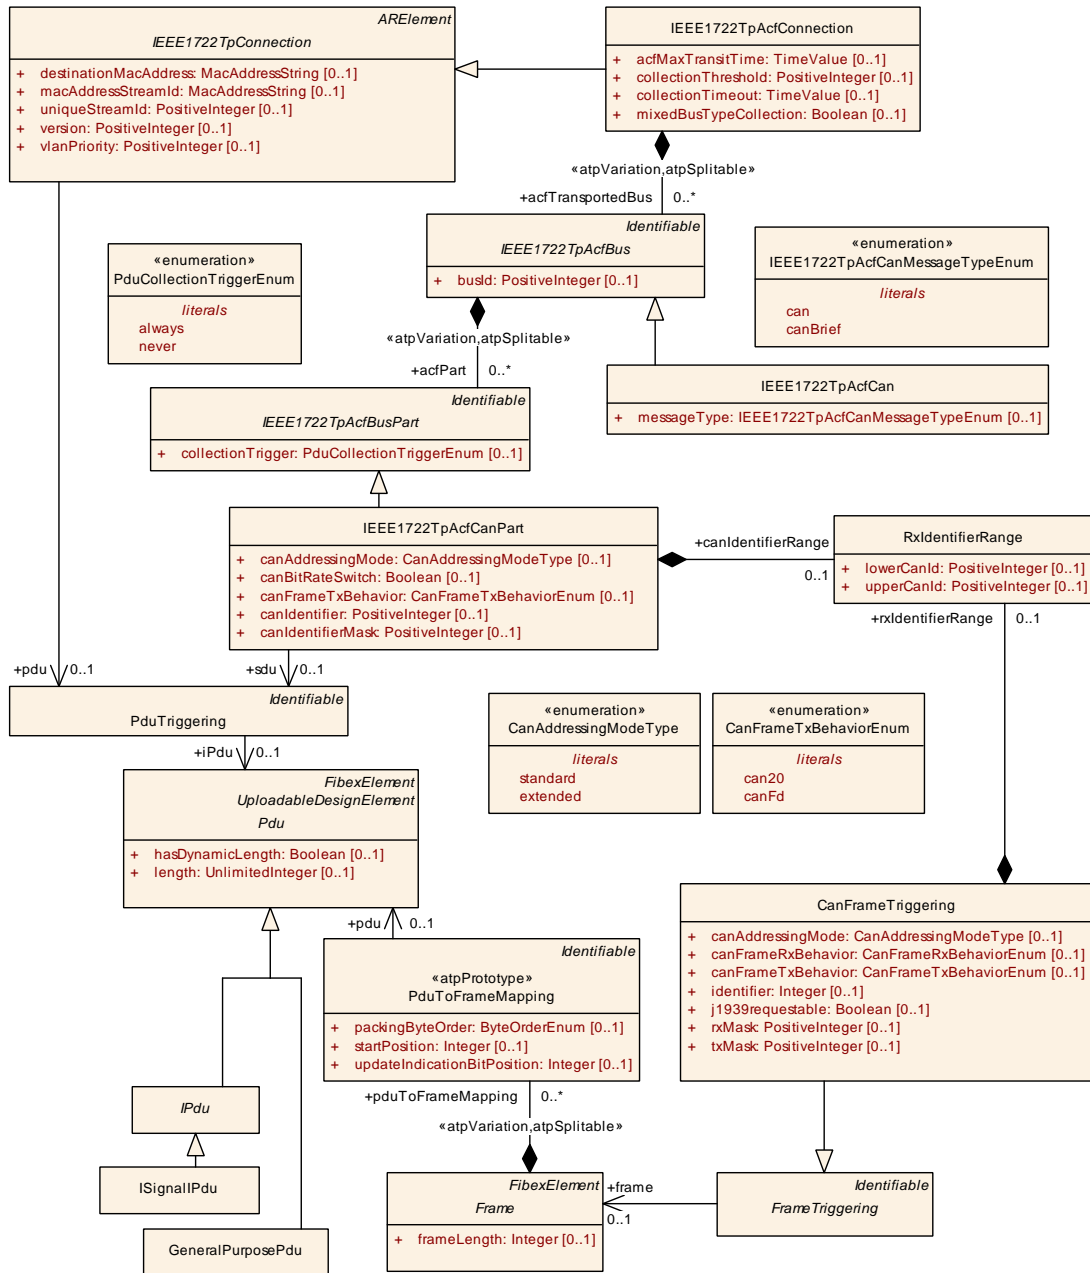 ARElement
IEEE1722TpConnection
+ destinationMacAddress: MacAddressString [0..1]
+ macAddressStreamId: MacAddressString [0..1]
+ uniqueStreamId: PositiveInteger [0..1]
+ version: PositiveInteger [0..1]
+ vlanPriority: PositiveInteger [0..1]
IEEE1722TpAcfConnection
+ acfMaxTransitTime: TimeValue [0..1]
+ collectionThreshold: PositiveInteger [0..1]
+ collectionTimeout: TimeValue [0..1]
+ mixedBusTypeCollection: Boolean [0..1]
«atpVariation,atpSplitable»
+acfTransportedBus 0..*
Identifiable
IEEE1722TpAcfBus
+ busId: PositiveInteger [0..1]
«enumeration»
IEEE1722TpAcfCanMessageTypeEnum
literals
can
canBrief
«enumeration»
PduCollectionTriggerEnum
literals
always
never
«atpVariation,atpSplitable»
+acfPart 0..*
IEEE1722TpAcfCan
+ messageType: IEEE1722TpAcfCanMessageTypeEnum [0..1]
Identifiable
IEEE1722TpAcfBusPart
+ collectionTrigger: PduCollectionTriggerEnum [0..1]
IEEE1722TpAcfCanPart
+ canAddressingMode: CanAddressingModeType [0..1]
+ canBitRateSwitch: Boolean [0..1]
+ canFrameTxBehavior: CanFrameTxBehaviorEnum [0..1]
+ canIdentifier: PositiveInteger [0..1]
+ canIdentifierMask: PositiveInteger [0..1]
+canIdentifierRange
0..1
RxIdentifierRange
+ lowerCanId: PositiveInteger [0..1]
+ upperCanId: PositiveInteger [0..1]
+rxIdentifierRange 0..1
+pdu 0..1
+sdu 0..1
Identifiable
PduTriggering
+iPdu 0..1
«enumeration»
CanAddressingModeType
literals
standard
extended
«enumeration»
CanFrameTxBehaviorEnum
literals
can20
canFd
FibexElement
UploadableDesignElement
Pdu
+ hasDynamicLength: Boolean [0..1]
+ length: UnlimitedInteger [0..1]
+pdu 0..1
Identifiable
«atpPrototype»
PduToFrameMapping
+ packingByteOrder: ByteOrderEnum [0..1]
+ startPosition: Integer [0..1]
+ updateIndicationBitPosition: Integer [0..1]
CanFrameTriggering
+ canAddressingMode: CanAddressingModeType [0..1]
+ canFrameRxBehavior: CanFrameRxBehaviorEnum [0..1]
+ canFrameTxBehavior: CanFrameTxBehaviorEnum [0..1]
+ identifier: Integer [0..1]
+ j1939requestable: Boolean [0..1]
+ rxMask: PositiveInteger [0..1]
+ txMask: PositiveInteger [0..1]
+pduToFrameMapping 0..*
«atpVariation,atpSplitable»
IPdu
ISignalIPdu
GeneralPurposePdu
FibexElement
Frame
+ frameLength: Integer [0..1]
+frame
0..1
Identifiable
FrameTriggering